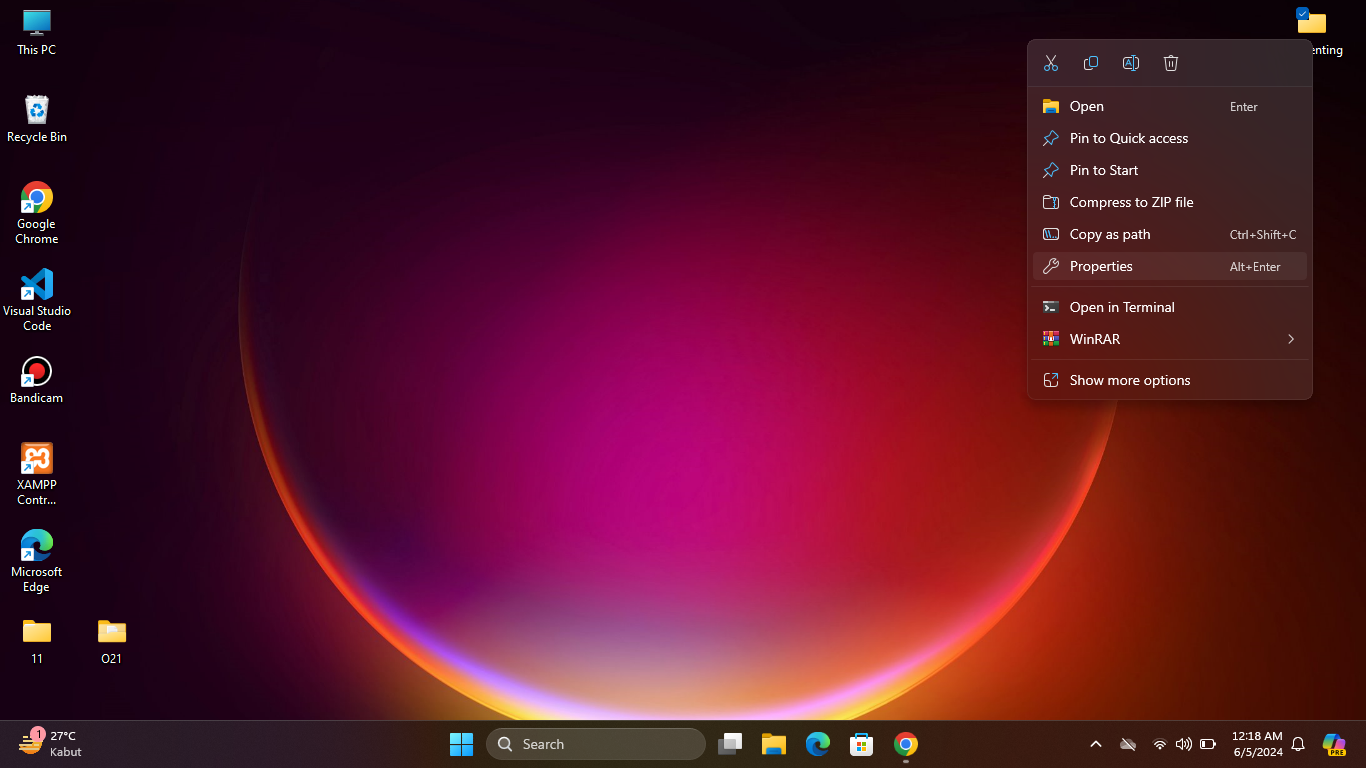 This PC
Recycle Bin
Google
Chrome
Visual Studio
Code
Bandicam
XAMPP
Contr...
Microsoft
Edge
11
O21
enting
Open Enter
Pin to Quick access
Pin to Start
Compress to ZIP file
Copy as path Ctrl+Shift+C
Properties Alt+Enter
Open in Terminal
WinRAR
Show more options
1
27°C
Kabut
Search
12:18 AM
6/5/2024
PRE